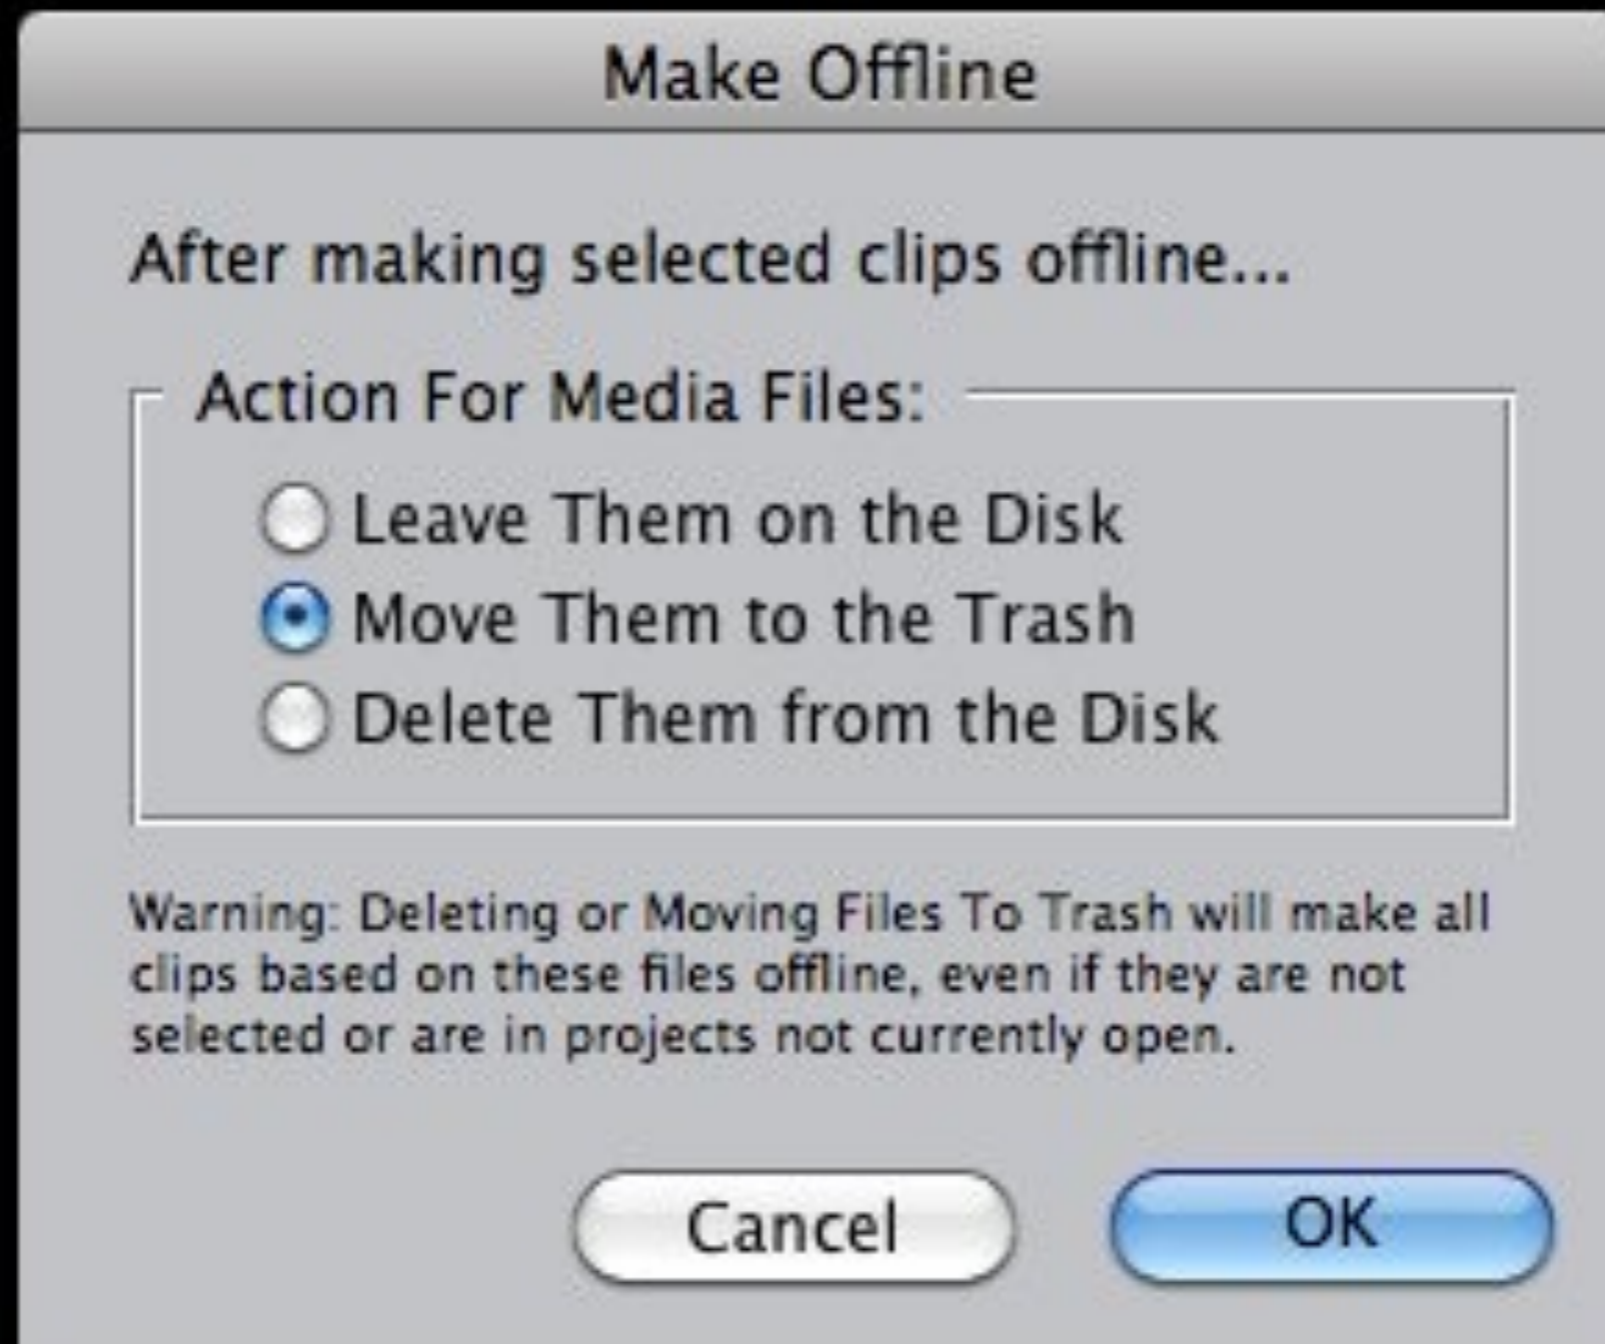 Make Offline
After making selected clips offline...
Action For Media Files:
Leave Them on the Disk
Move Them to the Trash
Delete Them from the Disk
Warning: Deleting or Moving Files To Trash will make all
clips based on these files offline, even if they are not
selected or are in projects not currently open.
Cancel
OK